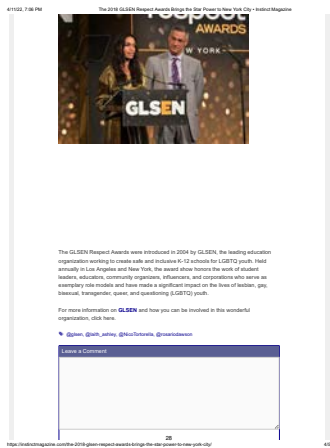 4/11/22, 7:06 PM The 2018 GLSEN Respect Awards Brings the Star Power to New York City • Instinct Magazine
respect
AWARDS
NEW YORK
GLSEN
The GLSEN Respect Awards were introduced in 2004 by GLSEN, the leading education
organization working to create safe and inclusive K-12 schools for LGBTQ youth. Held
annually in Los Angeles and New York, the award show honors the work of student
leaders, educators, community organizers, influencers, and corporations who serve as
exemplary role models and have made a significant impact on the lives of lesbian, gay,
bisexual, transgender, queer, and questioning (LGBTQ) youth.
For more information on GLSEN and how you can be involved in this wonderful
organization, click here.
@glsen, @laith_ashley, @NicoTortorella, @rosariodawson
Leave a Comment
28
https://instinctmagazine.com/the-2018-glsen-respect-awards-brings-the-star-power-to-new-york-city/